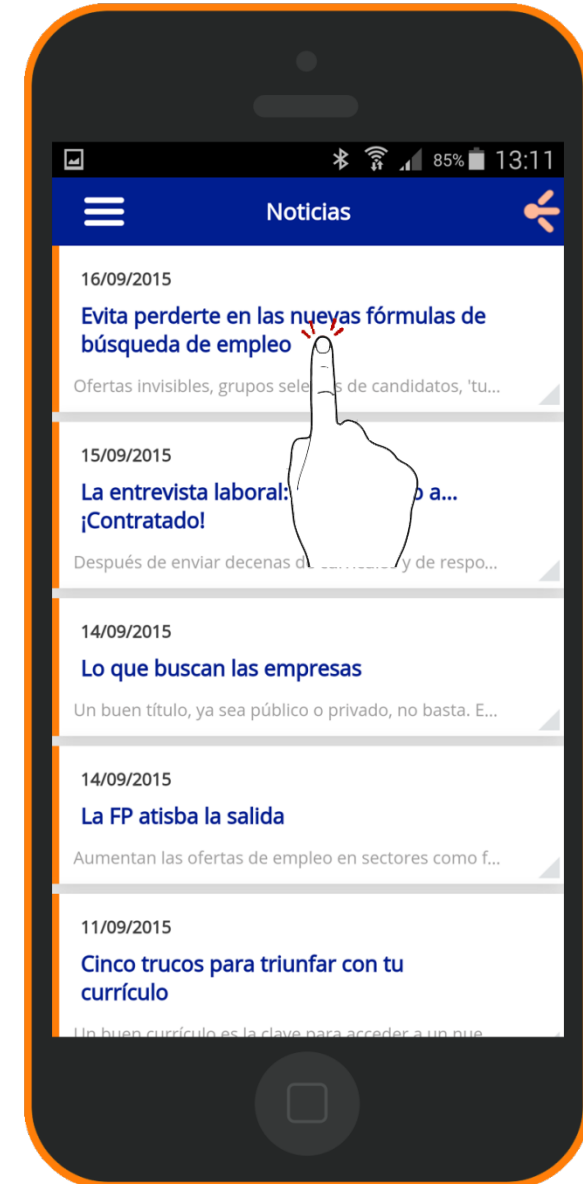 85% 13:11
Noticias
16/09/2015
Evita perderte en las nuevas fórmulas de
búsqueda de empleo
Ofertas invisibles, grupos de candidatos, 'tu...
15/09/2015
La entrevista laboral: a...
¡Contratado!
Después de enviar decenas y de respo...
14/09/2015
Lo que buscan las empresas
Un buen título, ya sea público o privado, no basta. E...
14/09/2015
La FP atisba la salida
Aumentan las ofertas de empleo en sectores como f...
11/09/2015
Cinco trucos para triunfar con tu
currículo
Un buen currículo es la clave para acceder a un nue